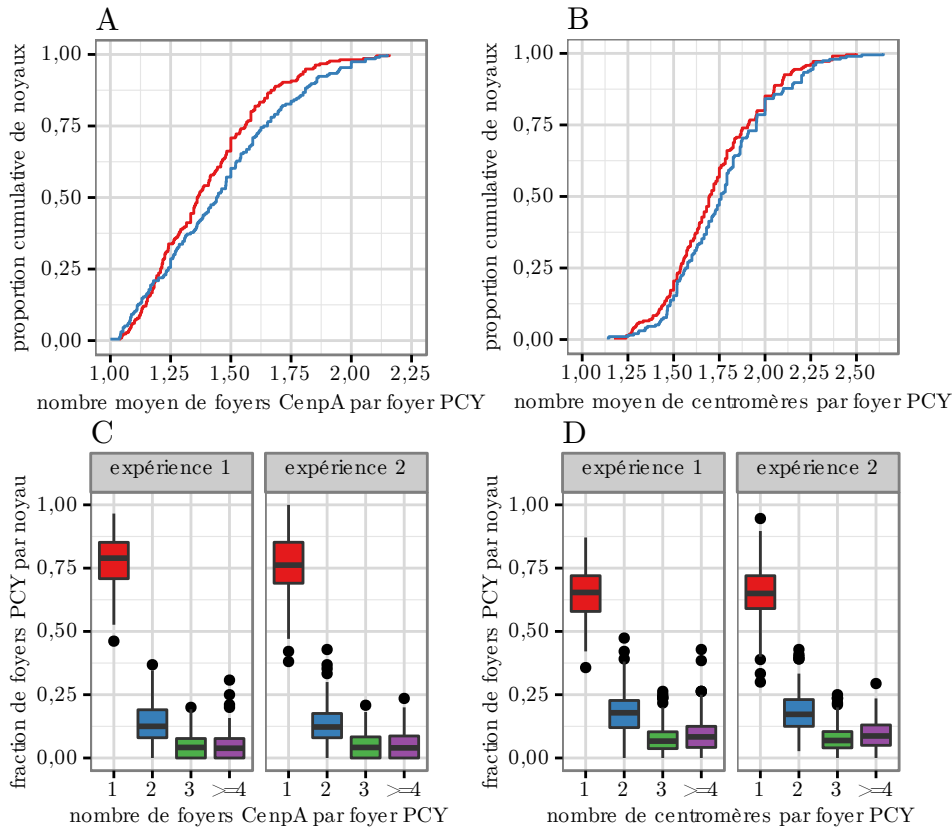 A
proportion cumulative de noyaux
1,00
0,75
0,50
0,25
0,00
1,00 1,25 1,50 1,75 2,00 2,25
nombre moyen de foyers CenpA par foyer PCY
B
proportion cumulative de noyaux
1,00
0,75
0,50
0,25
0,00
1,00 1,25 1,50 1,75 2,00 2,25 2,50
nombre moyen de centromères par foyer PCY
C
expérience 1 expérience 2
fraction de foyers PCY par noyau
1,00
0,75
0,50
0,25
0,00
1 2 3 >=4 1 2 3 >=4
nombre de foyers CenpA par foyer PCY
D
expérience 1 expérience 2
fraction de foyers PCY par noyau
1,00
0,75
0,50
0,25
0,00
1 2 3 >=4 1 2 3 >=4
nombre de centromères par foyer PCY